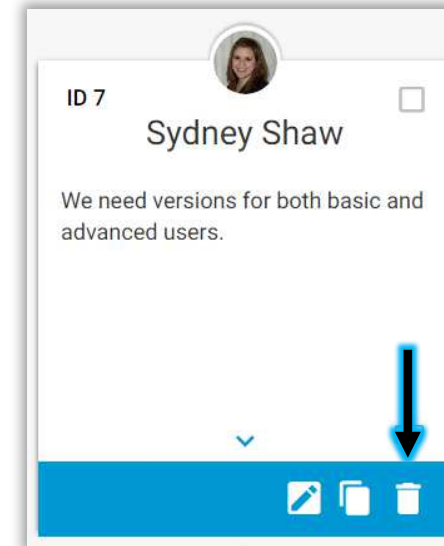 ID 7
Sydney Shaw
We need versions for both basic and
advanced users.